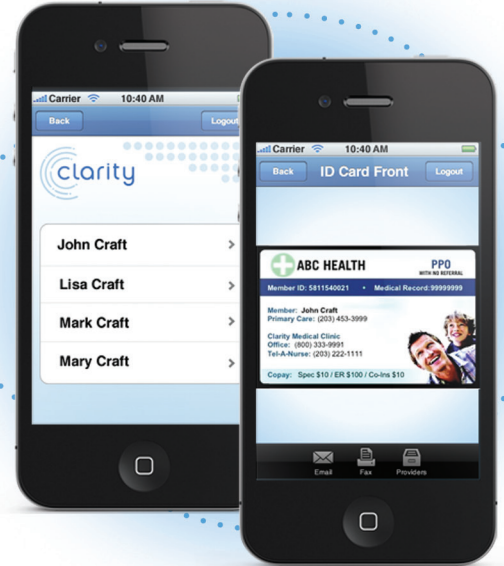 Carrier 10:40 AM
Back Logout
clarity
John Craft
Lisa Craft
Mark Craft
Mary Craft
Carrier 10:40 AM
Back ID Card Front Logout
ABC HEALTH PPO
WITH NO REFERRAL
Member ID: 5811540021 • Medical Record:99999999
Member: John Craft
Primary Care: (203) 453-3999
Clarity Medical Clinic
Office: (800) 333-9991
Tel-A-Nurse: (203) 222-1111
Copay: Spec $10 / ER $100 / Co-Ins $10
Email Fax Providers